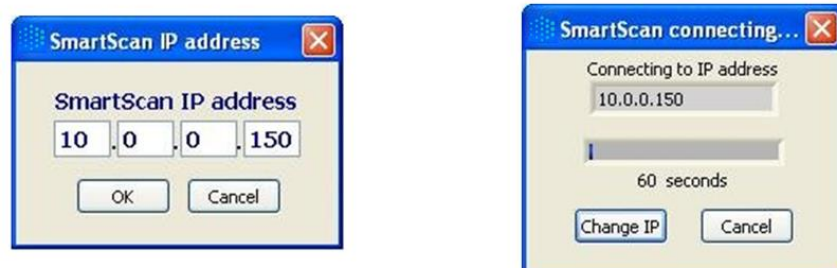 SmartScan IP address
SmartScan IP address
10 . 0 . 0 . 150
OK Cancel
SmartScan connecting...
Connecting to IP address
10.0.0.150
60 seconds
Change IP Cancel